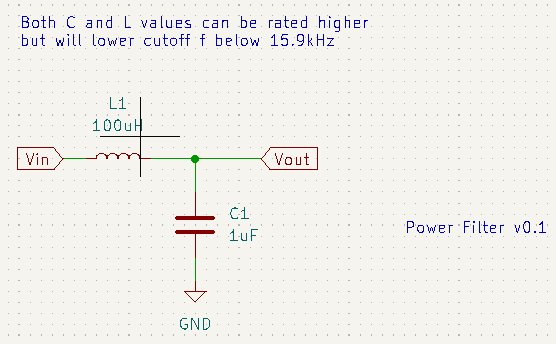 Both C and L values can be rated higher
but will lower cutoff f below 15.9kHz
L1
100uH
Vin
Vout
C1
1uF
Power Filter v0.1
GND